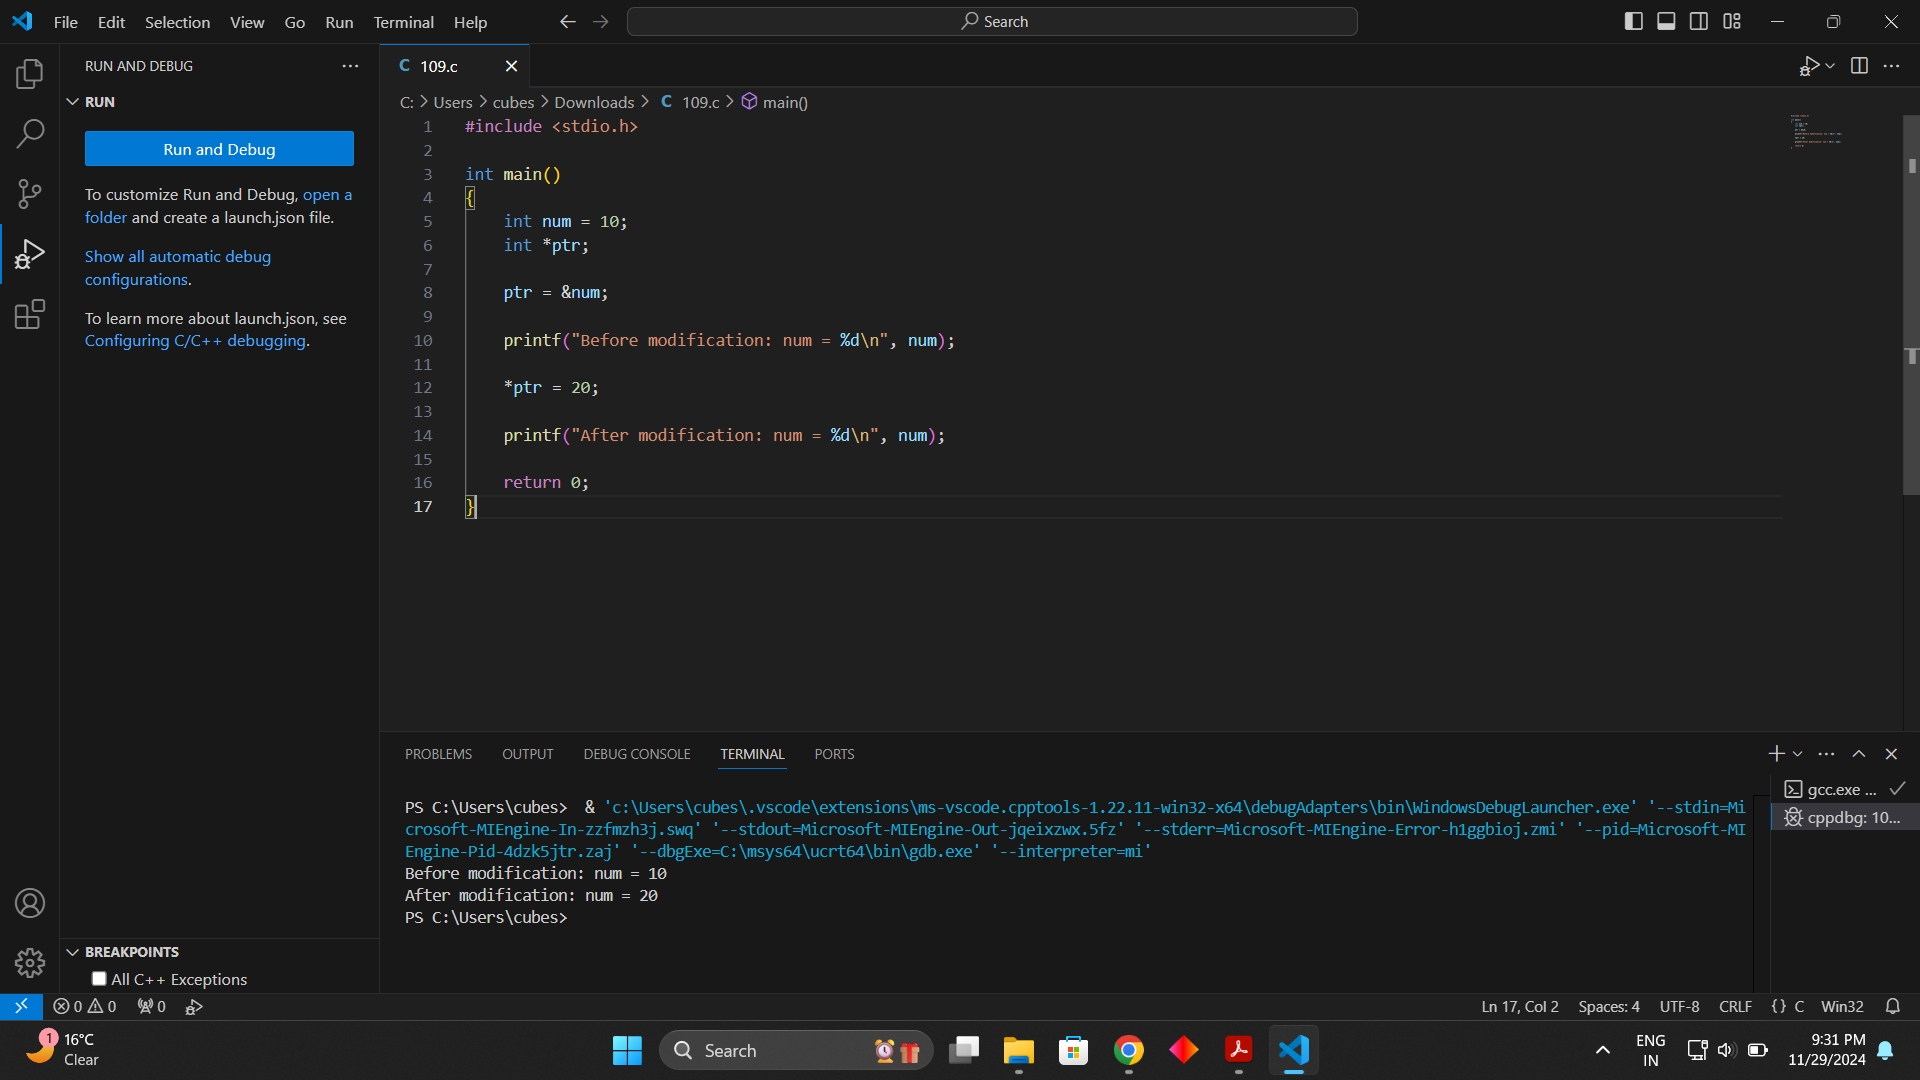 File Edit Selection View Go Run Terminal Help
Search
RUN AND DEBUG
RUN
Run and Debug
To customize Run and Debug, open a
folder and create a launch.json file.
Show all automatic debug
configurations.
To learn more about launch.json, see
Configuring C/C++ debugging.
BREAKPOINTS
All C++ Exceptions
C 109.c
C: > Users > cubes > Downloads > C 109.c > main()
1 #include <stdio.h>
2
3 int main()
4 {
5     int num = 10;
6     int *ptr;
7
8     ptr = &num;
9
10     printf("Before modification: num = %d\n", num);
11
12     *ptr = 20;
13
14     printf("After modification: num = %d\n", num);
15
16     return 0;
17 }
PROBLEMS OUTPUT DEBUG CONSOLE TERMINAL PORTS
PS C:\Users\cubes>  & 'c:\Users\cubes\.vscode\extensions\ms-vscode.cpptools-1.22.11-win32-x64\debugAdapters\bin\WindowsDebugLauncher.exe' '--stdin=Mi
crosoft-MIEngine-In-zzfmzh3j.swq' '--stdout=Microsoft-MIEngine-Out-jqeixzwx.5fz' '--stderr=Microsoft-MIEngine-Error-h1ggbioj.zmi' '--pid=Microsoft-MI
Engine-Pid-4dzk5jtr.zaj' '--dbgExe=C:\msys64\ucrt64\bin\gdb.exe' '--interpreter=mi'
Before modification: num = 10
After modification: num = 20
PS C:\Users\cubes>
gcc.exe ...
cppdbg: 10...
0 0 0
Ln 17, Col 2 Spaces: 4 UTF-8 CRLF {} C Win32
1
16°C
Clear
Search
ENG
IN
9:31 PM
11/29/2024